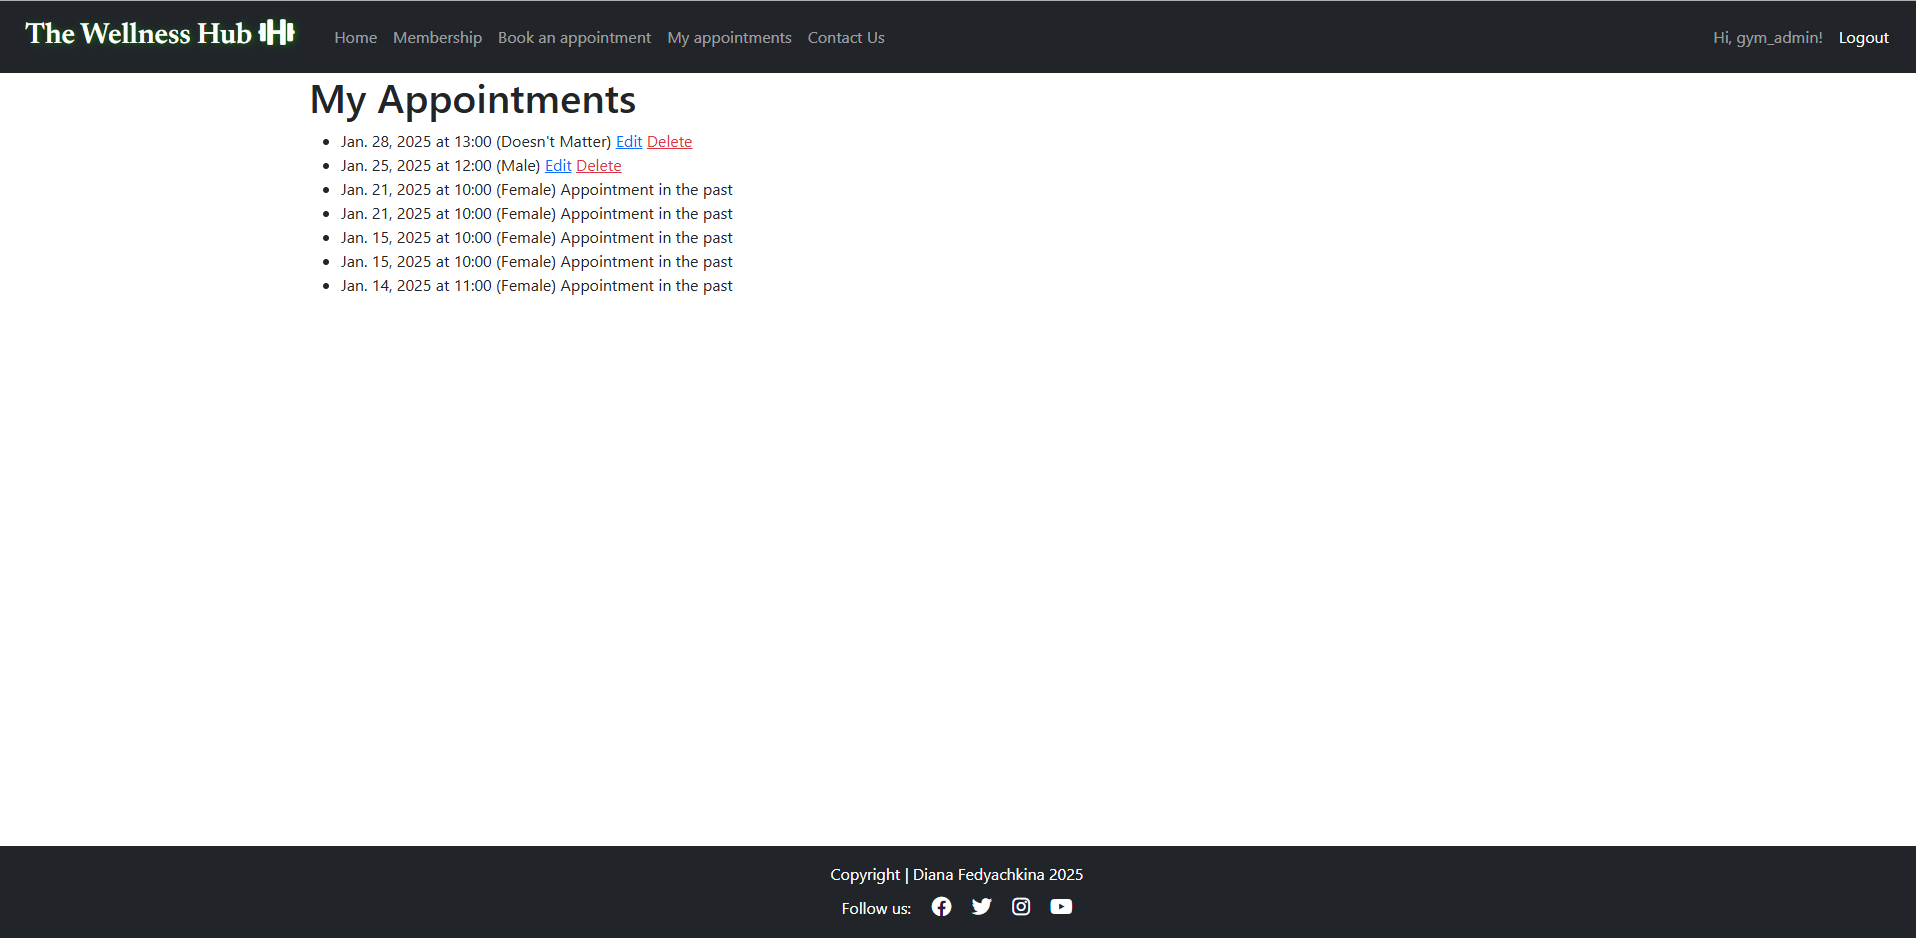 The Wellness Hub
Home Membership Book an appointment My appointments Contact Us Hi, gym_admin! Logout
My Appointments
Jan. 28, 2025 at 13:00 (Doesn't Matter) Edit Delete
Jan. 25, 2025 at 12:00 (Male) Edit Delete
Jan. 21, 2025 at 10:00 (Female) Appointment in the past
Jan. 21, 2025 at 10:00 (Female) Appointment in the past
Jan. 15, 2025 at 10:00 (Female) Appointment in the past
Jan. 15, 2025 at 10:00 (Female) Appointment in the past
Jan. 14, 2025 at 11:00 (Female) Appointment in the past
Copyright | Diana Fedyachkina 2025
Follow us: